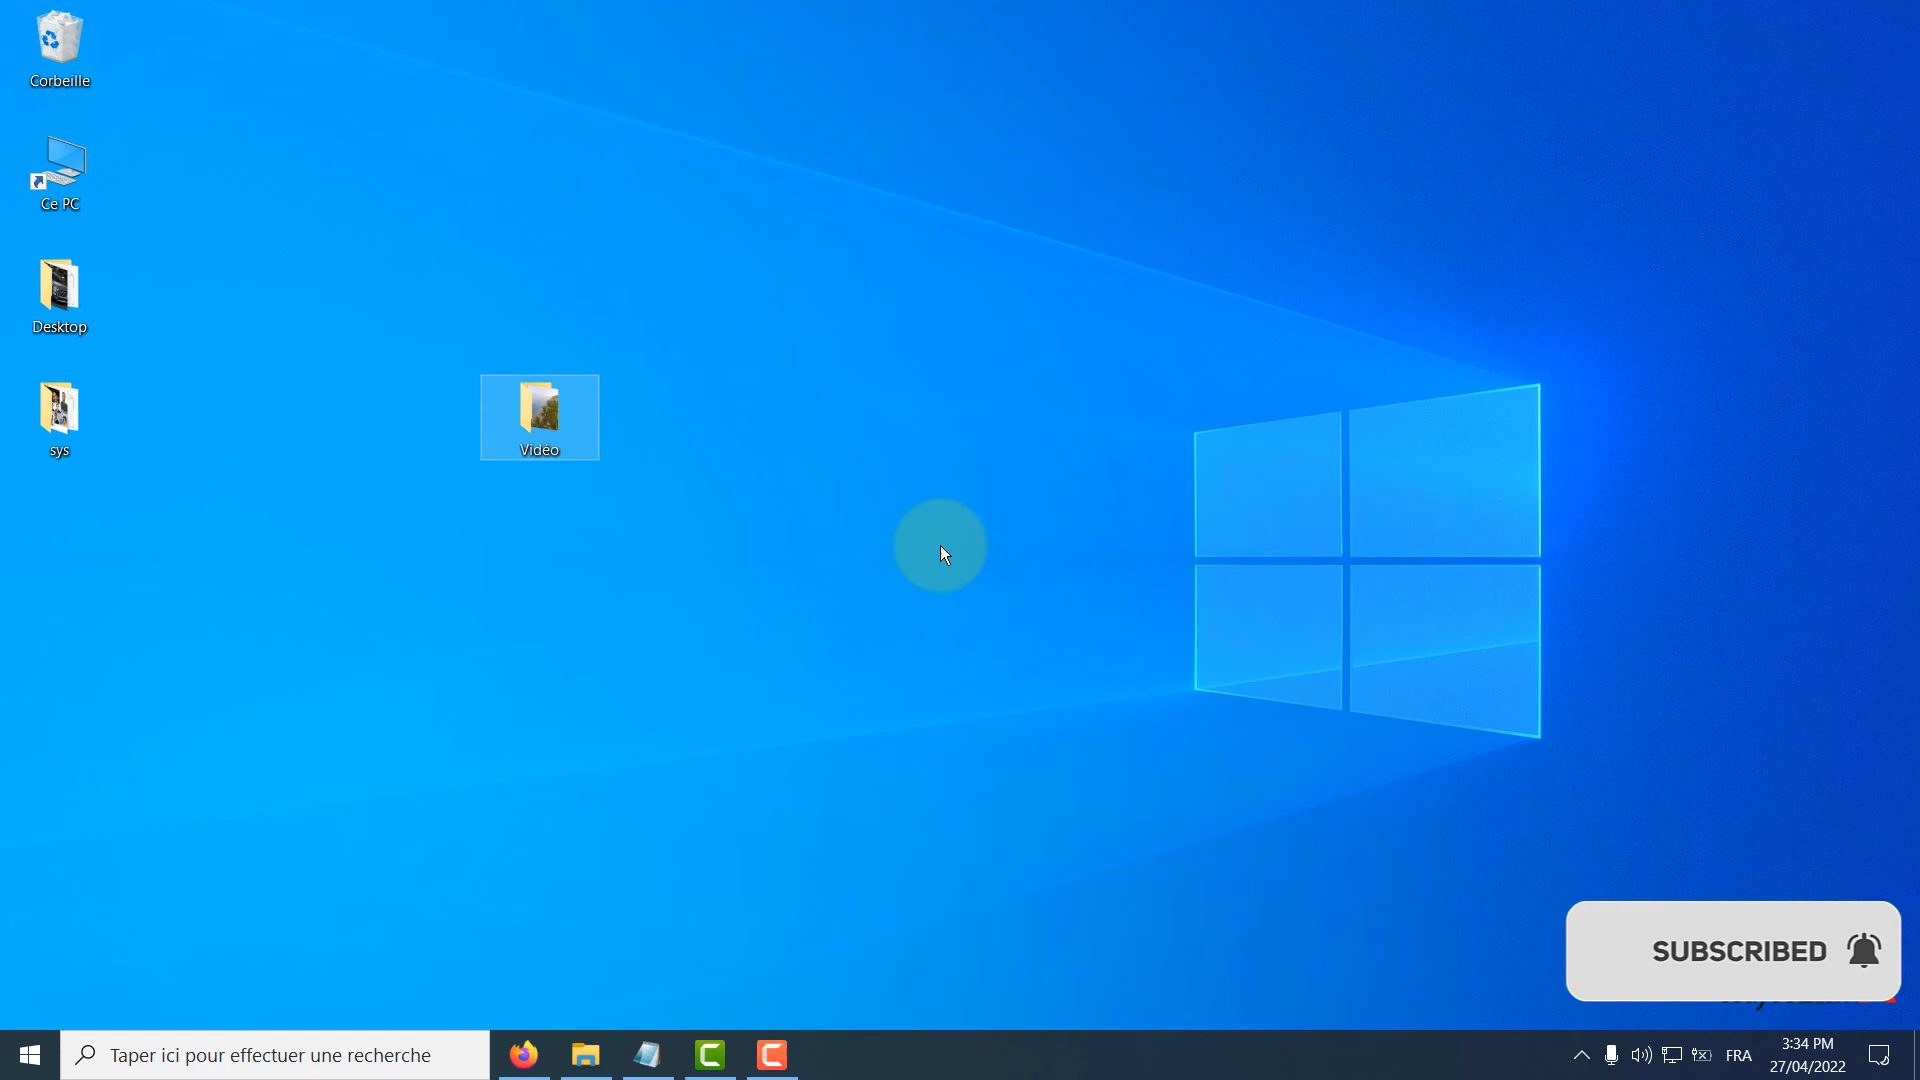 Corbeille
Ce PC
Desktop
sys
Vidéo
SUBSCRIBED
Taper ici pour effectuer une recherche
FRA
3:34 PM
27/04/2022